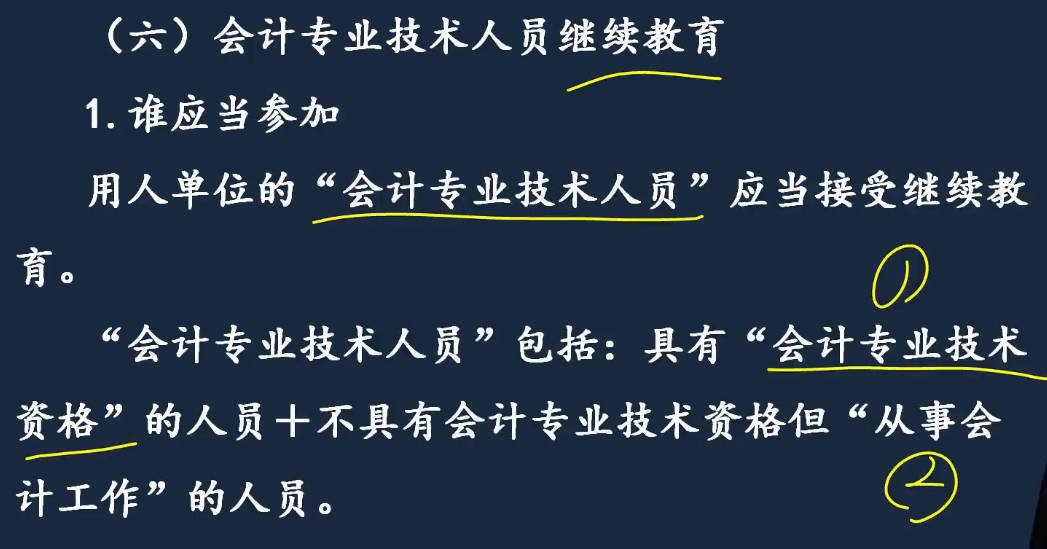 （六）会计专业技术人员继续教育
1.谁应当参加
用人单位的“会计专业技术人员”应当接受继续教
育。
①
“会计专业技术人员”包括：具有“会计专业技术
资格”的人员＋不具有会计专业技术资格但“从事会
②
计工作”的人员。